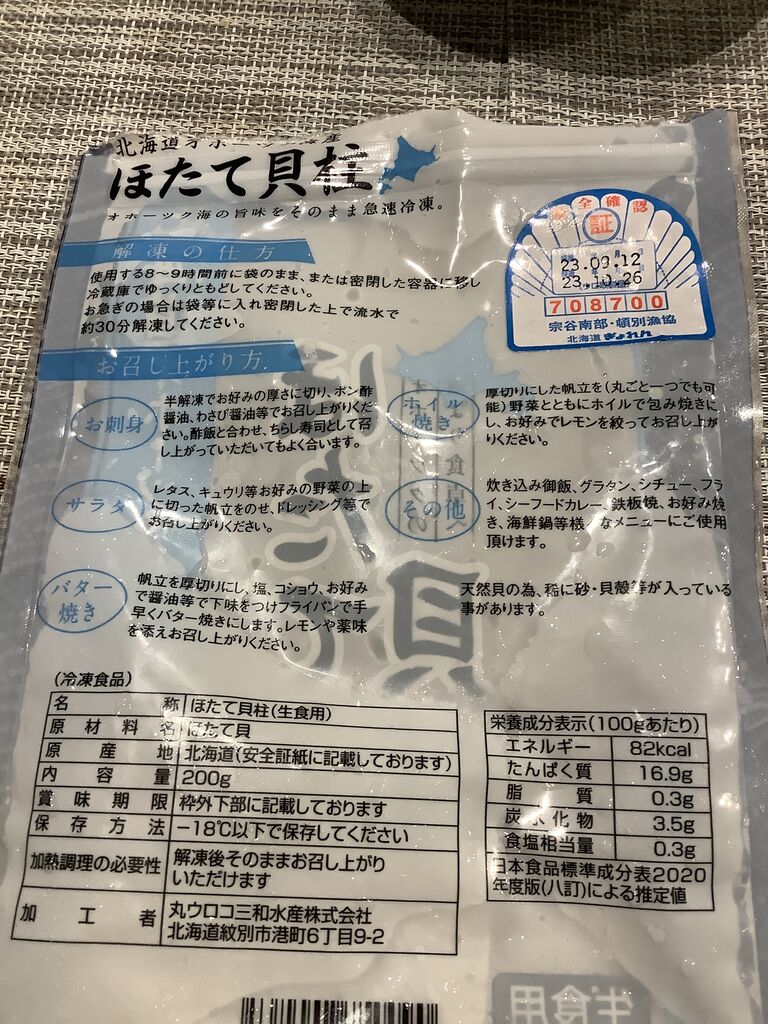 北海道オホーツク海産
ほたて貝柱
オホーツク海の旨味をそのまま急速冷凍。
解凍の仕方
使用する8〜9時間前に袋のまま、または密閉した容器に移し
冷蔵庫でゆっくりともどしてください。
お急ぎの場合は袋等に入れ密閉した上で流水で
約30分解凍してください。
安全確認
証
23.09.12
23.10.26
708700
宗谷南部・頓別漁協
北海道ぎょれん
お召し上がり方
お刺身
半解凍でお好みの厚さに切り、ポン酢
醤油、わさび醤油等でお召し上がりくだ
さい。酢飯と合わせ、ちらし寿司として召
し上がっていただいてもよく合います。
ホイル
焼き
厚切りにした帆立を(丸ごと一つでも可
能)野菜とともにホイルで包み焼きに
し、お好みでレモンを絞ってお召し上が
りください。
サラダ
レタス、キュウリ等お好みの野菜の上
に切った帆立をのせ、ドレッシング等で
お召し上がりください。
その他
炊き込み御飯、グラタン、シチュー、フラ
イ、シーフードカレー、鉄板焼、お好み焼
き、海鮮鍋等様々なメニューにご使用
頂けます。
バター
焼き
帆立を厚切りにし、塩、コショウ、お好み
で醤油等で下味をつけフライパンで手
早くバター焼きにします。レモンや薬味
を添えお召し上がりください。
天然貝の為、稀に砂・貝殻等が入っている
事があります。
(冷凍食品)
名称 ほたて貝柱(生食用)
原材料名 ほたて貝
原産地 北海道(安全証紙に記載しております)
内容量 200g
賞味期限 枠外下部に記載しております
保存方法 −18℃以下で保存してください
加熱調理の必要性 解凍後そのままお召し上がり
いただけます
加工者 丸ウロコ三和水産株式会社
北海道紋別市港町6丁目9-2
栄養成分表示(100gあたり)
エネルギー 82kcal
たんぱく質 16.9g
脂質 0.3g
炭水化物 3.5g
食塩相当量 0.3g
日本食品標準成分表2020
年度版(八訂)による推定値
生食用